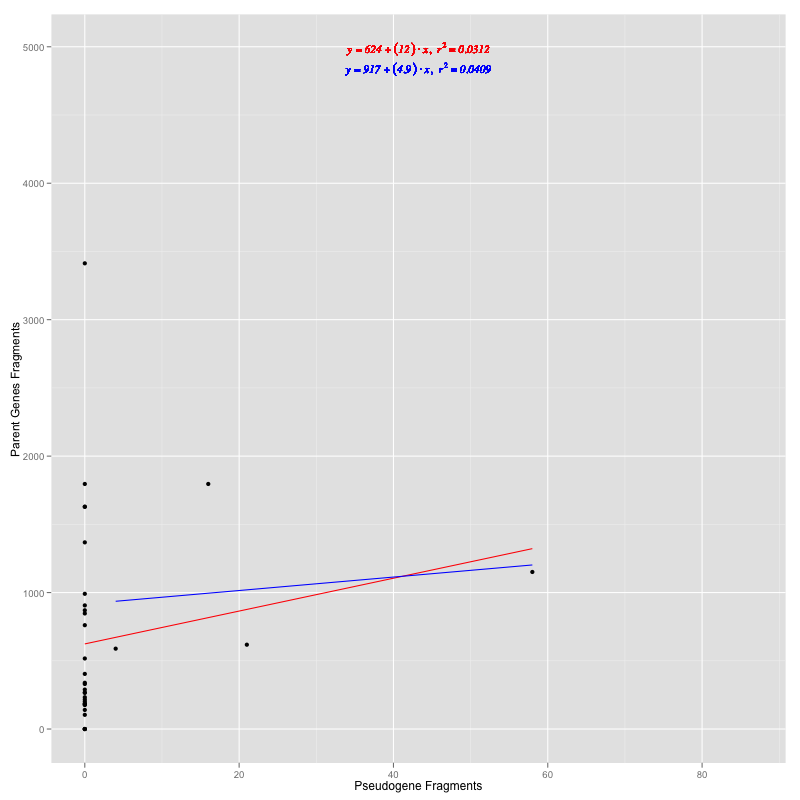 y = 624 + (12) · x, r² = 0.0312
y = 917 + (4.9) · x, r² = 0.0409
5000
4000
3000
2000
1000
0
Parent Genes Fragments
0 20 40 60 80
Pseudogene Fragments